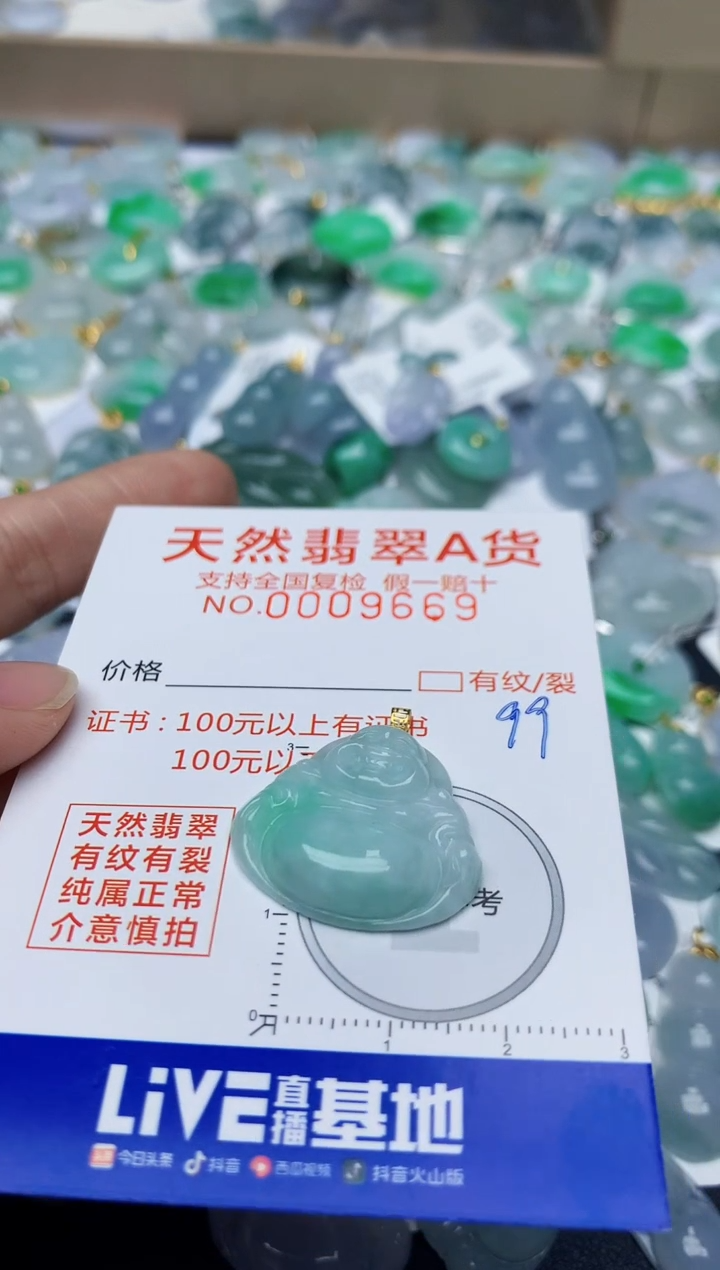 天然翡翠A货
支持全国复检 假一赔十
NO.0009669
价格
有纹/裂
99
证书：100元以上有证书
100元以
3
天然翡翠
有纹有裂
纯属正常
介意慎拍
考
1
0
1
2
3
LiVE直播基地
今日头条 抖音 西瓜视频 抖音火山版